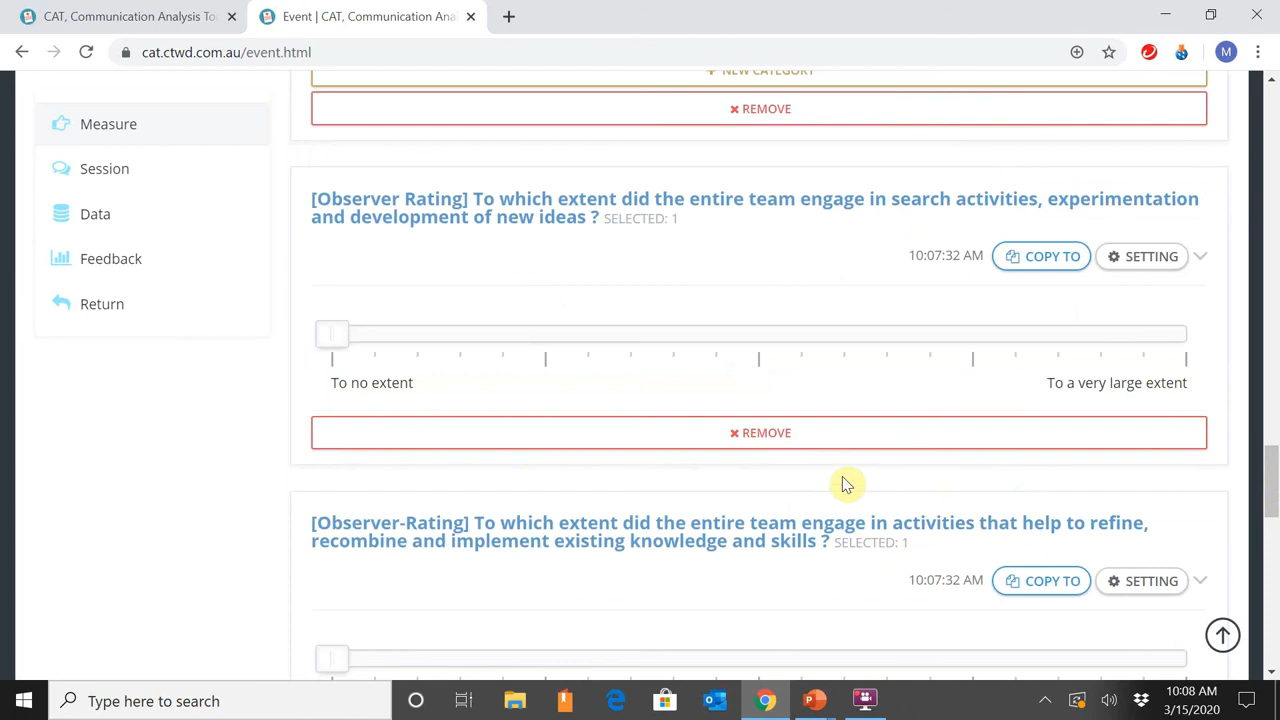 CAT, Communication Analysis To
Event | CAT, Communication Ana
cat.ctwd.com.au/event.html
M
NEW CATEGORY
REMOVE
Measure
Session
Data
Feedback
Return
[Observer Rating] To which extent did the entire team engage in search activities, experimentation
and development of new ideas ? SELECTED: 1
10:07:32 AM COPY TO SETTING
To no extent To a very large extent
REMOVE
[Observer-Rating] To which extent did the entire team engage in activities that help to refine,
recombine and implement existing knowledge and skills ? SELECTED: 1
10:07:32 AM COPY TO SETTING
Type here to search
10:08 AM
3/15/2020